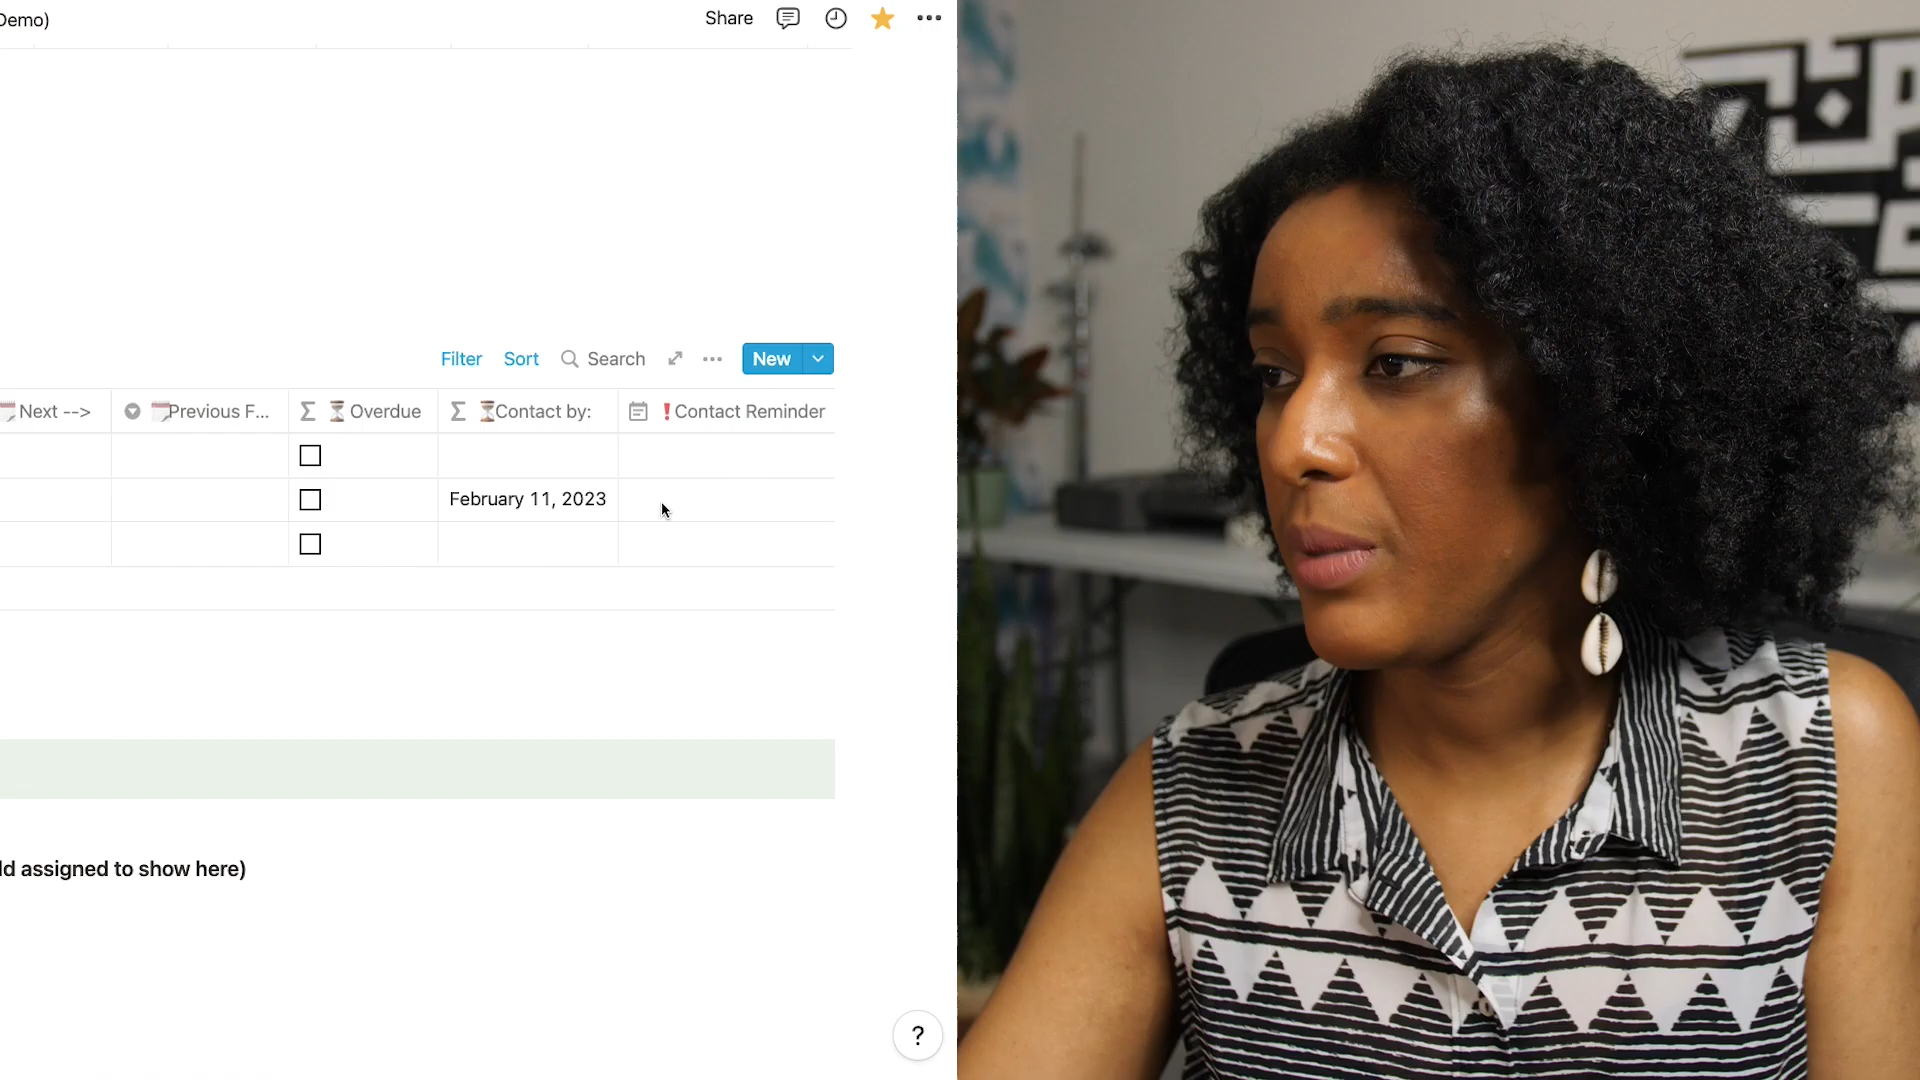 Demo)
Share
Filter Sort Search New
Next --> Previous F... Σ Overdue Σ Contact by: ❗Contact Reminder
February 11, 2023
ld assigned to show here)
?